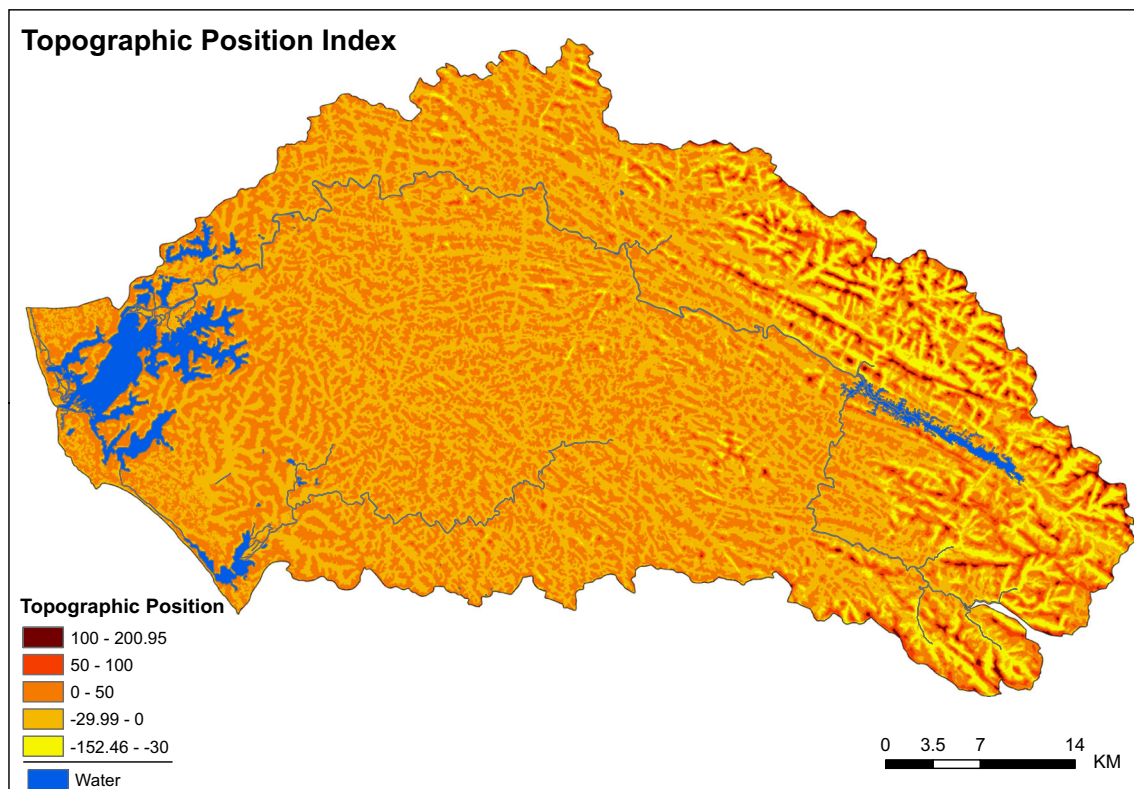 Topographic Position Index
Topographic Position
100 - 200.95
50 - 100
0 - 50
-29.99 - 0
-152.46 - -30
Water
0 3.5 7 14
KM